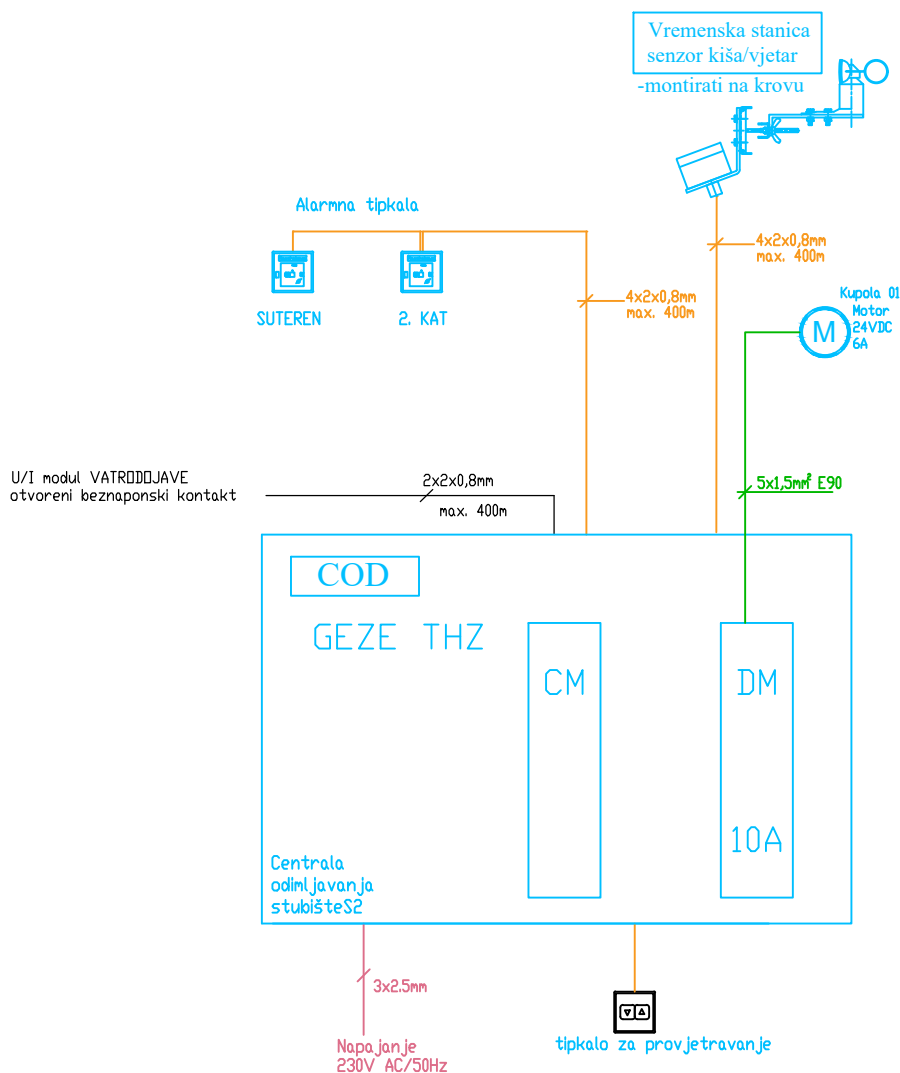 Vremenska stanica
senzor kiša/vjetar
-montirati na krovu
Alarmna tipkala
SUTEREN
2. KAT
4x2x0,8mm
max. 400m
4x2x0,8mm
max. 400m
Kupola 01
Motor
24VDC
6A
M
U/I modul VATRODOJAVE
otvoreni beznaponski kontakt
2x2x0,8mm
max. 400m
5x1,5mm² E90
COD
GEZE THZ
CM
DM
10A
Centrala
odimljavanja
stubišteS2
3x2.5mm
Napajanje
230V AC/50Hz
tipkalo za provjetravanje